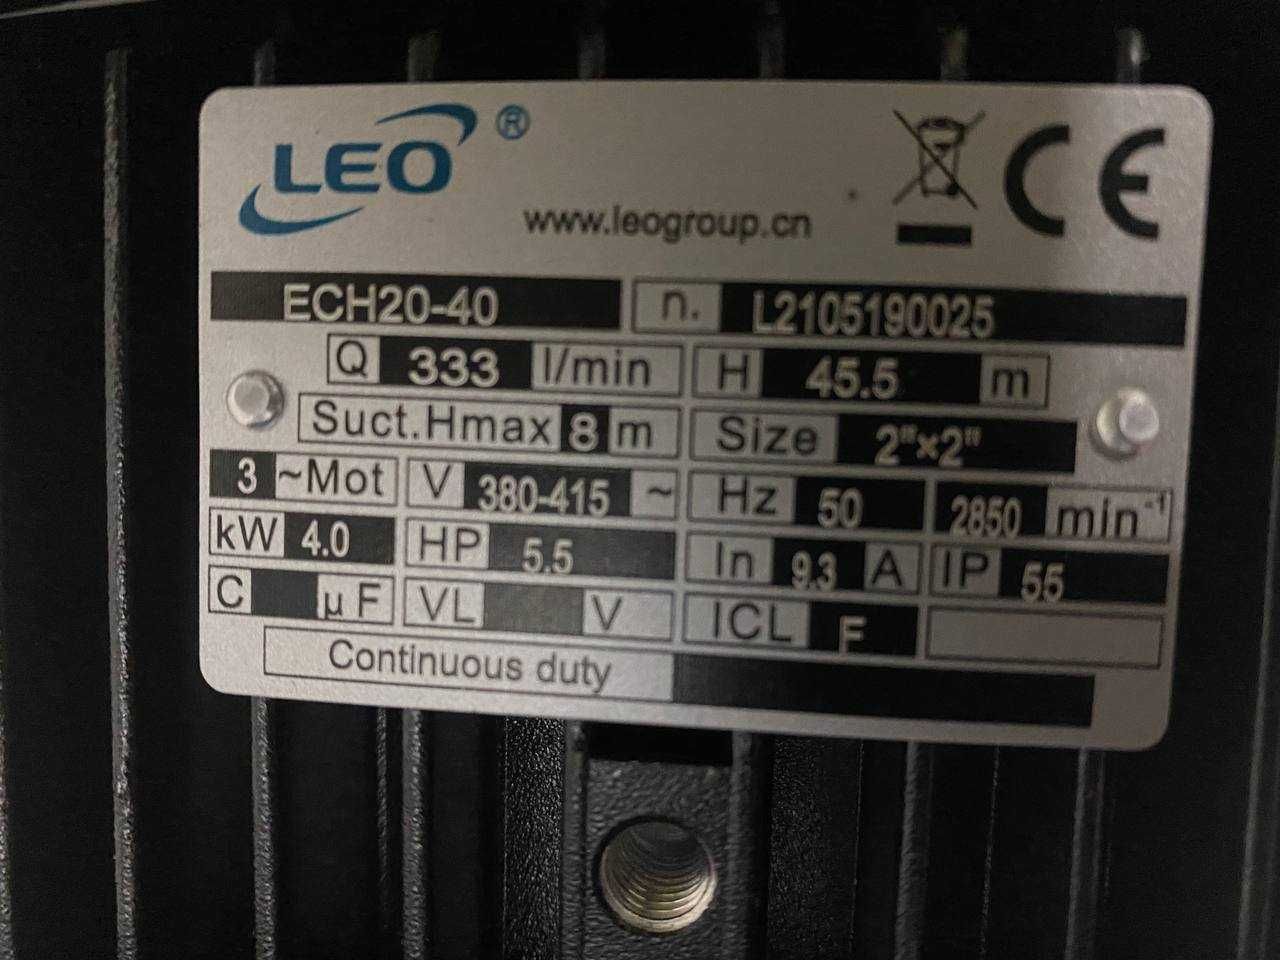 LEO®
www.leogroup.cn
CE
ECH20-40 n. L2105190025
Q 333 l/min H 45.5 m
Suct.Hmax 8 m Size 2"×2"
3 ~Mot V 380-415 ~ Hz 50 2850 min⁻¹
kW 4.0 HP 5.5 In 9.3 A IP 55
C µF VL V ICL F
Continuous duty